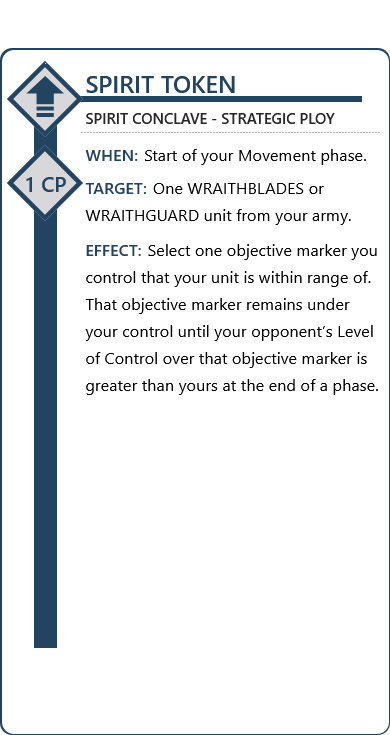 SPIRIT TOKEN
SPIRIT CONCLAVE - STRATEGIC PLOY
1 CP
WHEN: Start of your Movement phase.
TARGET: One WRAITHBLADES or
WRAITHGUARD unit from your army.
EFFECT: Select one objective marker you
control that your unit is within range of.
That objective marker remains under
your control until your opponent’s Level
of Control over that objective marker is
greater than yours at the end of a phase.